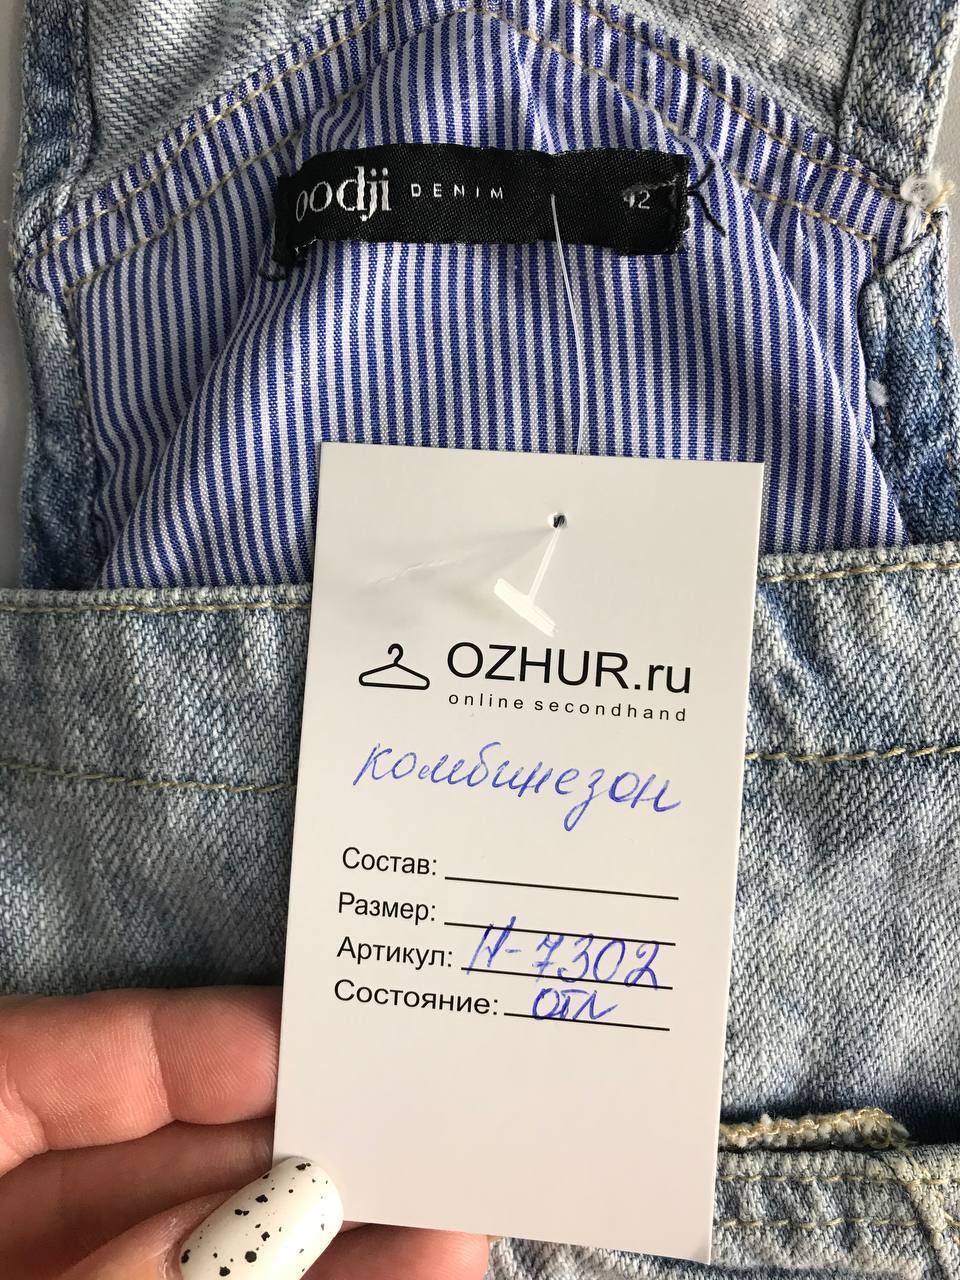 oodji DENIM 42
OZHUR.ru
online secondhand
комбинезон
Состав:
Размер:
Артикул: Н-7302
Состояние: отл